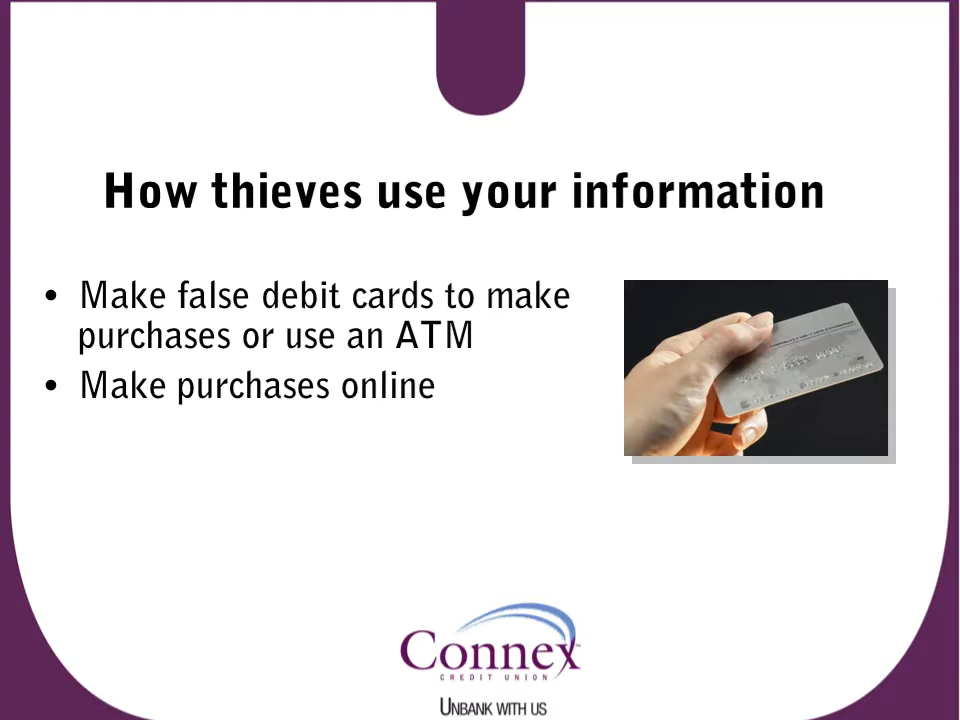 How thieves use your information
• Make false debit cards to make
purchases or use an ATM
• Make purchases online
Connex
CREDIT UNION
UNBANK WITH US